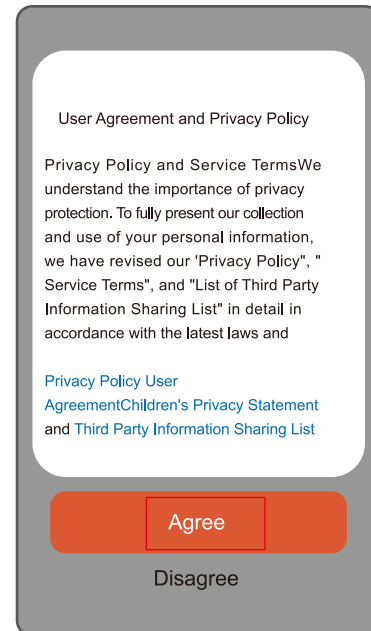 User Agreement and Privacy Policy
Privacy Policy and Service TermsWe
understand the importance of privacy
protection. To fully present our collection
and use of your personal information,
we have revised our 'Privacy Policy", "
Service Terms", and "List of Third Party
Information Sharing List" in detail in
accordance with the latest laws and
Privacy Policy User
AgreementChildren's Privacy Statement
and Third Party Information Sharing List
Agree
Disagree